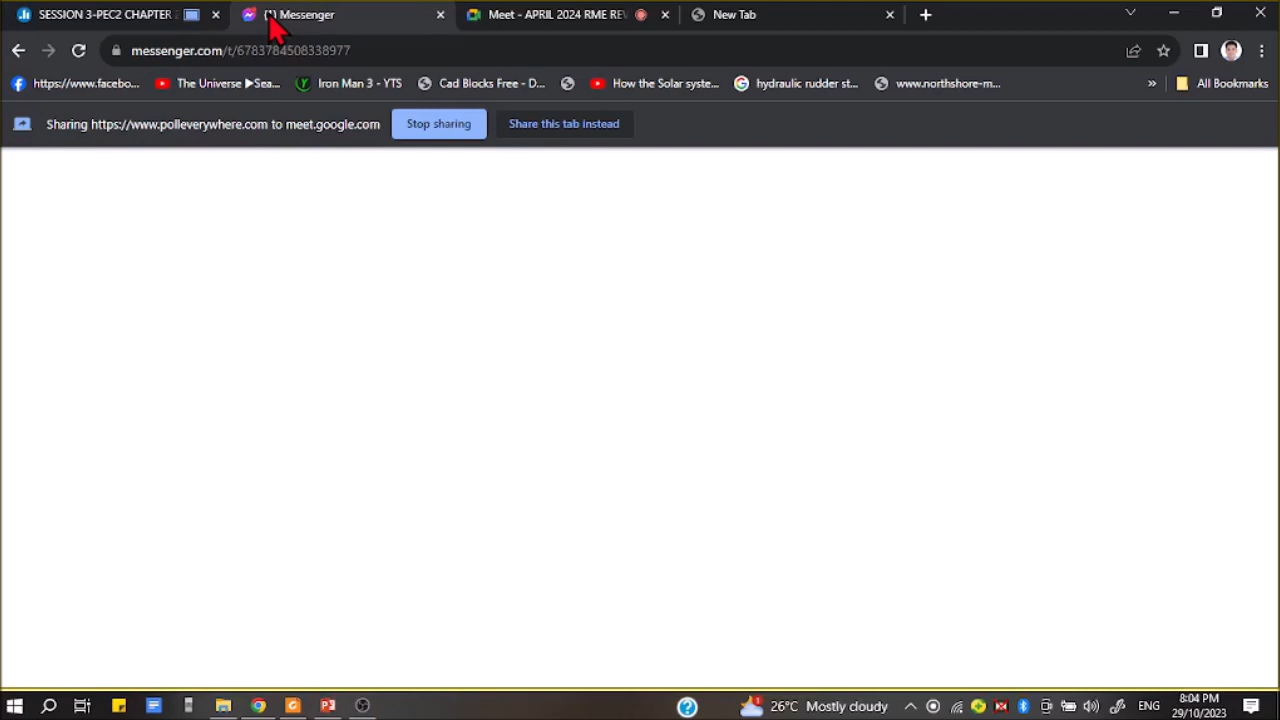 SESSION 3-PEC2 CHAPTER
Messenger
Meet - APRIL 2024 RME REV
New Tab
messenger.com/t/6783784508338977
https://www.facebo...
The Universe ▶Sea...
Iron Man 3 - YTS
Cad Blocks Free - D...
How the Solar syste...
hydraulic rudder st...
www.northshore-m...
»
All Bookmarks
Sharing https://www.polleverywhere.com to meet.google.com
Stop sharing
Share this tab instead
26°C Mostly cloudy
ENG
8:04 PM
29/10/2023